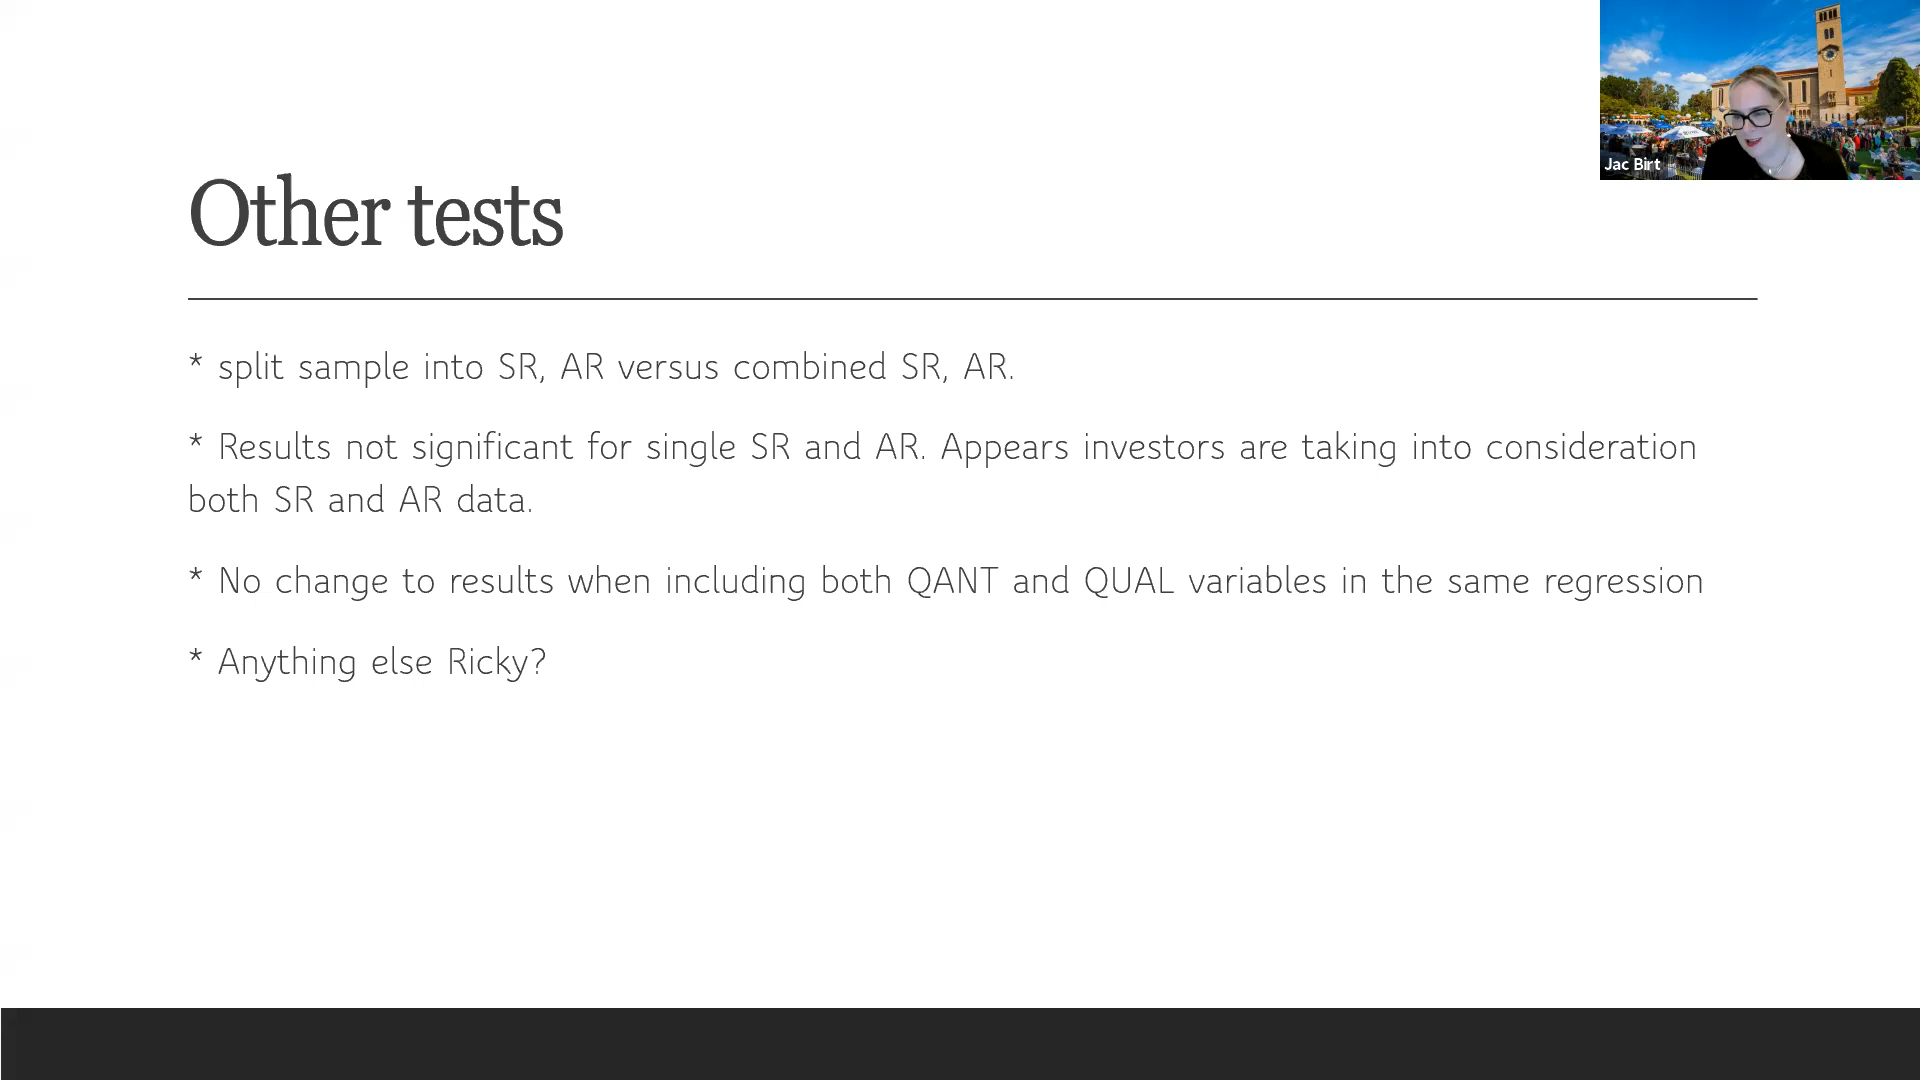 Jac Birt
Other tests
* split sample into SR, AR versus combined SR, AR.
* Results not significant for single SR and AR. Appears investors are taking into consideration
both SR and AR data.
* No change to results when including both QANT and QUAL variables in the same regression
* Anything else Ricky?